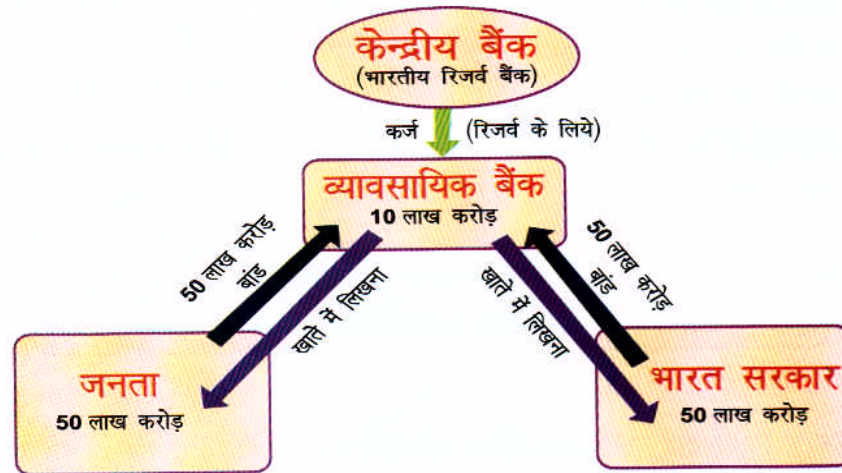 केन्द्रीय बैंक
(भारतीय रिजर्व बैंक)
कर्ज (रिजर्व के लिये)
व्यावसायिक बैंक
10 लाख करोड़
50 लाख करोड़
बांड
खाते में लिखना
खाते में लिखना
50 लाख करोड़
बांड
जनता
50 लाख करोड़
भारत सरकार
50 लाख करोड़